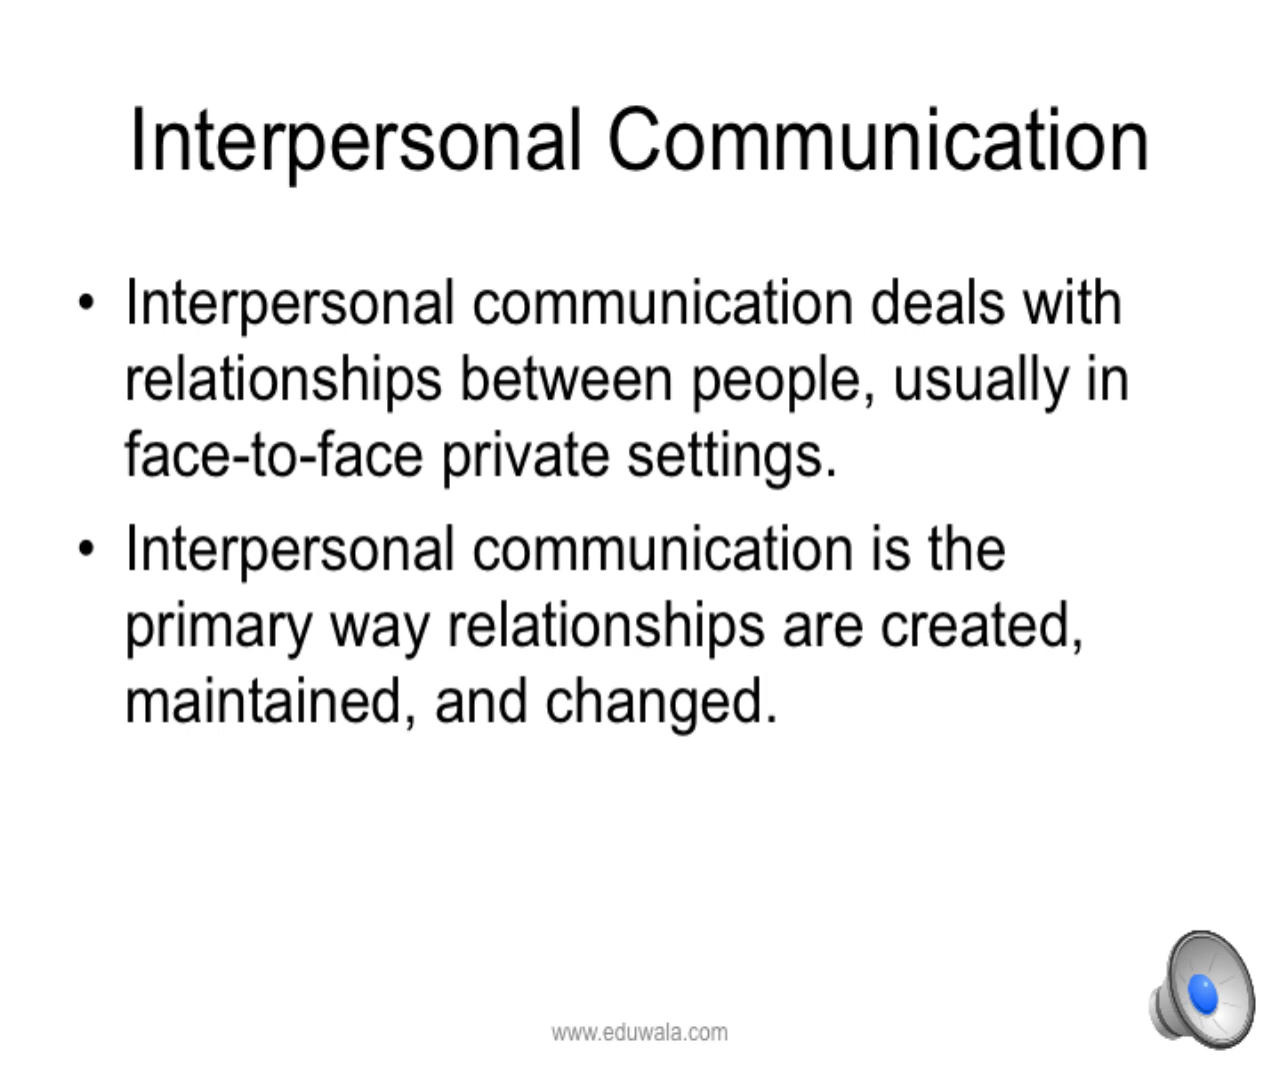 Interpersonal Communication
• Interpersonal communication deals with
relationships between people, usually in
face-to-face private settings.
• Interpersonal communication is the
primary way relationships are created,
maintained, and changed.
www.eduwala.com